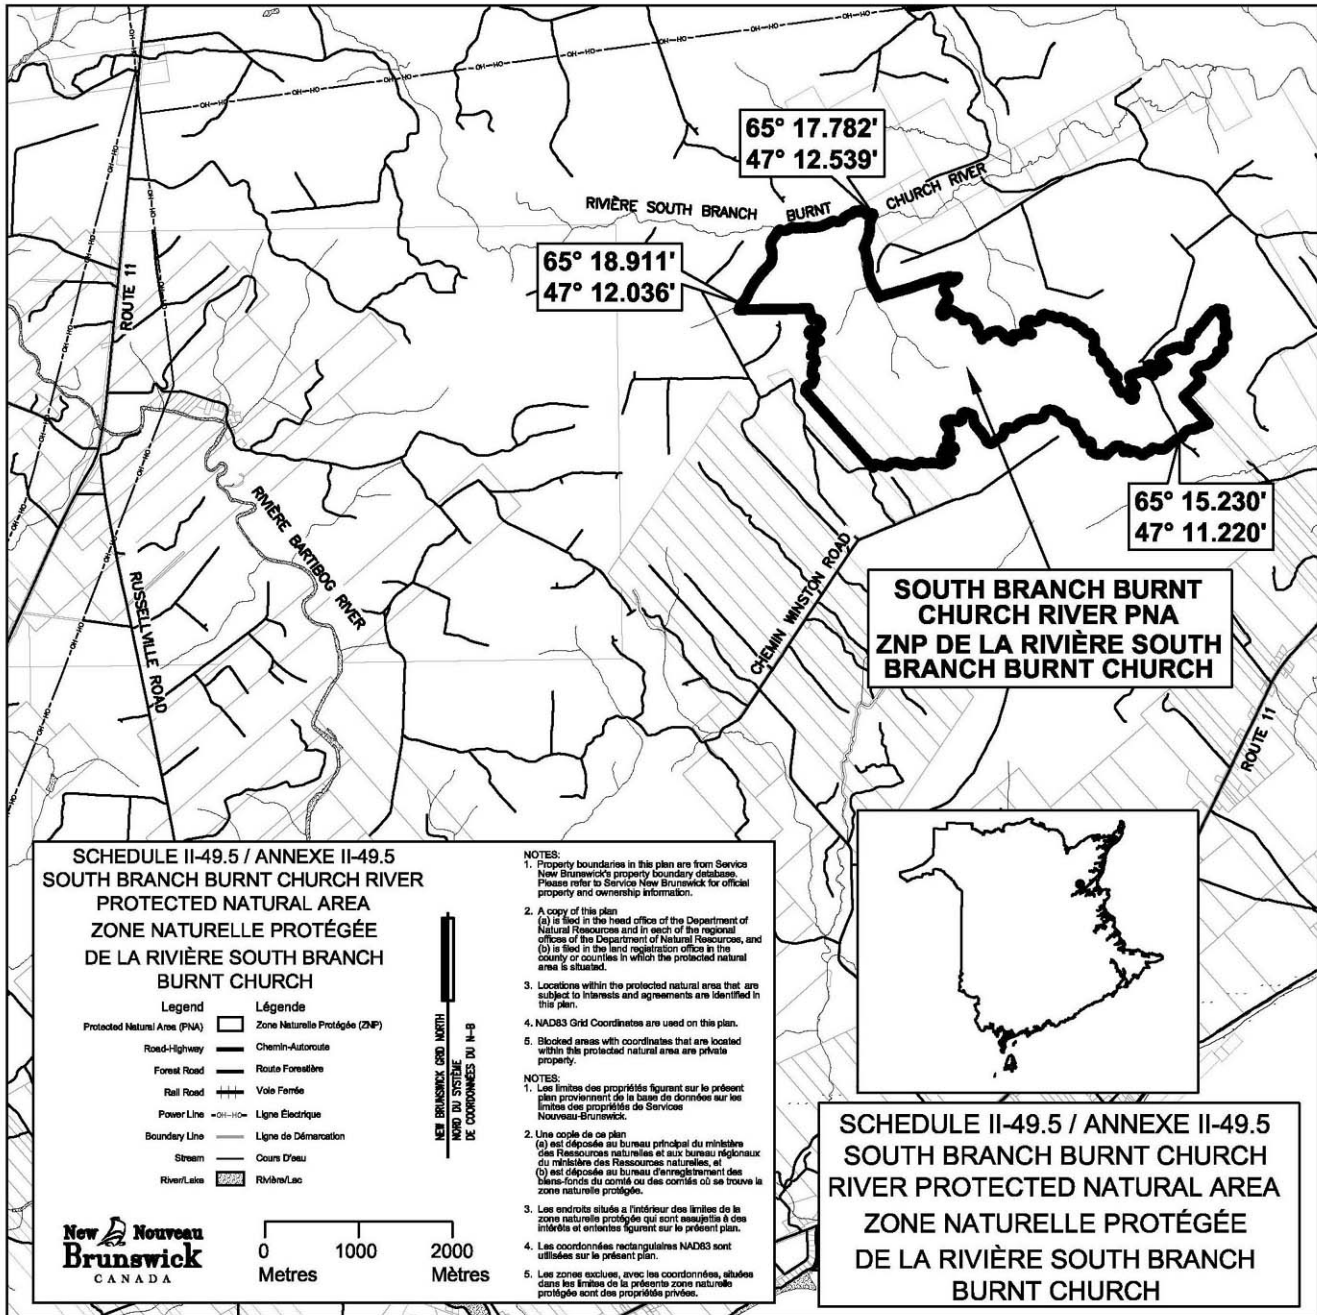 65° 17.782'
47° 12.539'
RIVIÈRE SOUTH BRANCH BURNT CHURCH RIVER
65° 18.911'
47° 12.036'
ROUTE 11
RIVIÈRE BARTIBOG RIVER
RUSSELLVILLE ROAD
CHEMIN WINSTON ROAD
65° 15.230'
47° 11.220'
SOUTH BRANCH BURNT
CHURCH RIVER PNA
ZNP DE LA RIVIÈRE SOUTH
BRANCH BURNT CHURCH
ROUTE 11
SCHEDULE II-49.5 / ANNEXE II-49.5
SOUTH BRANCH BURNT CHURCH RIVER
PROTECTED NATURAL AREA
ZONE NATURELLE PROTÉGÉE
DE LA RIVIÈRE SOUTH BRANCH
BURNT CHURCH
Legend Légende
Protected Natural Area (PNA) Zone Naturelle Protégée (ZNP)
Road-Highway Chemin-Autoroute
Forest Road Route Forestière
Rail Road Voie Ferrée
Power Line -OH-HO- Ligne Électrique
Boundary Line Ligne de Démarcation
Stream Cours D'eau
River/Lake Rivière/Lac
NEW BRUNSWICK GRID NORTH
NORD DU SYSTÈME
DE COORDONNÉES DU N-B
New Nouveau
Brunswick
CANADA
0 1000 2000
Metres Mètres
NOTES:
1. Property boundaries in this plan are from Service
New Brunswick's property boundary database.
Please refer to Service New Brunswick for official
property and ownership information.
2. A copy of this plan
(a) is filed in the head office of the Department of
Natural Resources and in each of the regional
offices of the Department of Natural Resources, and
(b) is filed in the land registration office in the
county or counties in which the protected natural
area is situated.
3. Locations within the protected natural area that are
subject to interests and agreements are identified in
this plan.
4. NAD83 Grid Coordinates are used on this plan.
5. Blocked areas with coordinates that are located
within this protected natural area are private
property.
NOTES:
1. Les limites des propriétés figurant sur le présent
plan proviennent de la base de données sur les
limites des propriétés de Services
Nouveau-Brunswick.
2. Une copie de ce plan
(a) est déposée au bureau principal du ministère
des Ressources naturelles et aux bureau régionaux
du ministère des Ressources naturelles, et
(b) est déposée au bureau d'enregistrement des
biens-fonds du comté ou des comtés où se trouve la
zone naturelle protégée.
3. Les endroits situés a l'intérieur des limites de la
zone naturelle protégée qui sont assujettis à des
intérêts et ententes figurent sur le présent plan.
4. Les coordonnées rectangulaires NAD83 sont
utilisées sur le présent plan.
5. Les zones exclues, avec les coordonnées, situées
dans les limites de la présente zone naturelle
protégée sont des propriétés privées.
SCHEDULE II-49.5 / ANNEXE II-49.5
SOUTH BRANCH BURNT CHURCH
RIVER PROTECTED NATURAL AREA
ZONE NATURELLE PROTÉGÉE
DE LA RIVIÈRE SOUTH BRANCH
BURNT CHURCH